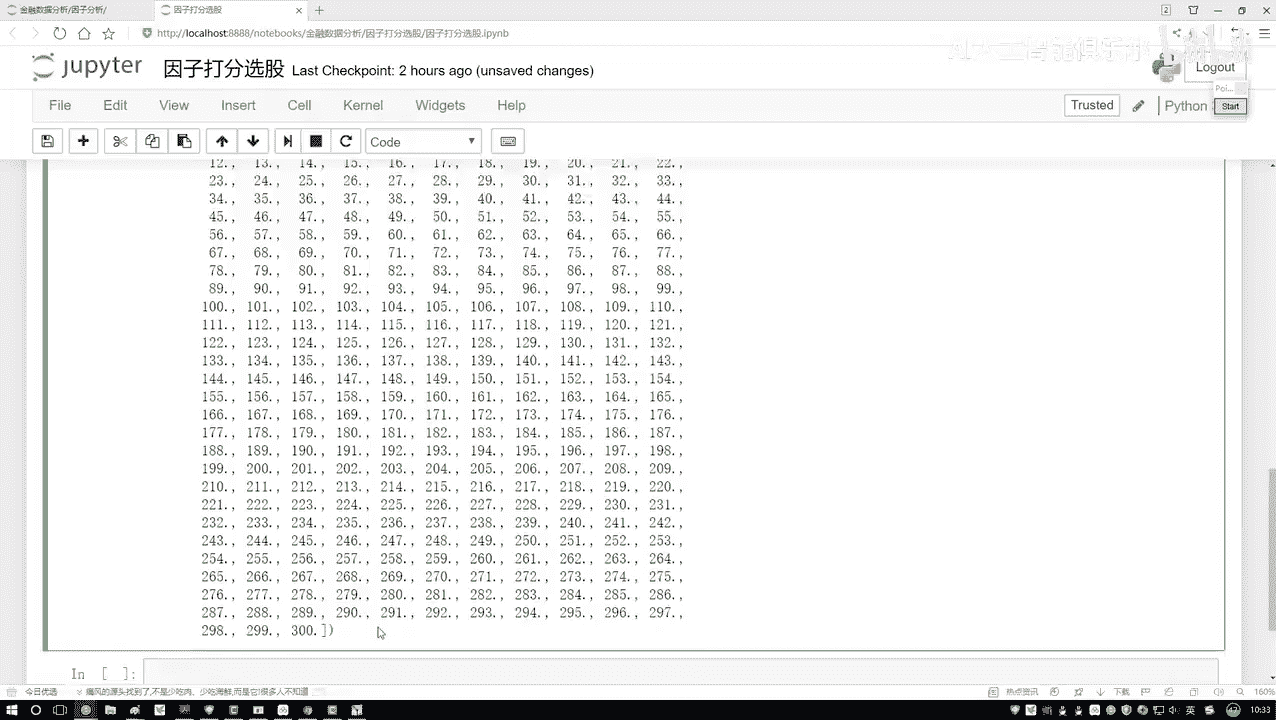 金融数据分析/因子分析/
因子打分选股
http://localhost:8888/notebooks/金融数据分析/因子打分选股/因子打分选股.ipynb
jupyter 因子打分选股 Last Checkpoint: 2 hours ago (unsaved changes)
Logout
File Edit View Insert Cell Kernel Widgets Help
Trusted
Python
Poi...
Start
Code
12., 13., 14., 15., 16., 17., 18., 19., 20., 21., 22.,
23., 24., 25., 26., 27., 28., 29., 30., 31., 32., 33.,
34., 35., 36., 37., 38., 39., 40., 41., 42., 43., 44.,
45., 46., 47., 48., 49., 50., 51., 52., 53., 54., 55.,
56., 57., 58., 59., 60., 61., 62., 63., 64., 65., 66.,
67., 68., 69., 70., 71., 72., 73., 74., 75., 76., 77.,
78., 79., 80., 81., 82., 83., 84., 85., 86., 87., 88.,
89., 90., 91., 92., 93., 94., 95., 96., 97., 98., 99.,
100., 101., 102., 103., 104., 105., 106., 107., 108., 109., 110.,
111., 112., 113., 114., 115., 116., 117., 118., 119., 120., 121.,
122., 123., 124., 125., 126., 127., 128., 129., 130., 131., 132.,
133., 134., 135., 136., 137., 138., 139., 140., 141., 142., 143.,
144., 145., 146., 147., 148., 149., 150., 151., 152., 153., 154.,
155., 156., 157., 158., 159., 160., 161., 162., 163., 164., 165.,
166., 167., 168., 169., 170., 171., 172., 173., 174., 175., 176.,
177., 178., 179., 180., 181., 182., 183., 184., 185., 186., 187.,
188., 189., 190., 191., 192., 193., 194., 195., 196., 197., 198.,
199., 200., 201., 202., 203., 204., 205., 206., 207., 208., 209.,
210., 211., 212., 213., 214., 215., 216., 217., 218., 219., 220.,
221., 222., 223., 224., 225., 226., 227., 228., 229., 230., 231.,
232., 233., 234., 235., 236., 237., 238., 239., 240., 241., 242.,
243., 244., 245., 246., 247., 248., 249., 250., 251., 252., 253.,
254., 255., 256., 257., 258., 259., 260., 261., 262., 263., 264.,
265., 266., 267., 268., 269., 270., 271., 272., 273., 274., 275.,
276., 277., 278., 279., 280., 281., 282., 283., 284., 285., 286.,
287., 288., 289., 290., 291., 292., 293., 294., 295., 296., 297.,
298., 299., 300.])
In [ ]:
今日优选 痛风的源头找到了,不是少吃肉、少吃海鲜,而是它!很多人不知道
热点资讯 下载 160%
英 10:33